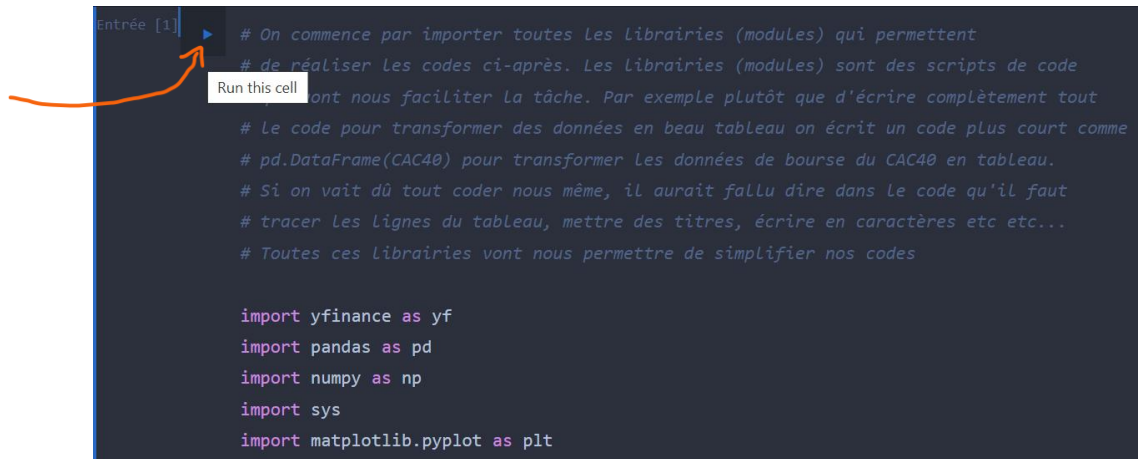 Entrée [1]
# On commence par importer toutes les librairies (modules) qui permettent
# de réaliser les codes ci-après. Les librairies (modules) sont des scripts de code
Run this cell
ont nous faciliter la tâche. Par exemple plutôt que d'écrire complètement tout
# le code pour transformer des données en beau tableau on écrit un code plus court comme
# pd.DataFrame(CAC40) pour transformer les données de bourse du CAC40 en tableau.
# Si on vait dû tout coder nous même, il aurait fallu dire dans le code qu'il faut
# tracer les lignes du tableau, mettre des titres, écrire en caractères etc etc...
# Toutes ces librairies vont nous permettre de simplifier nos codes
import yfinance as yf
import pandas as pd
import numpy as np
import sys
import matplotlib.pyplot as plt